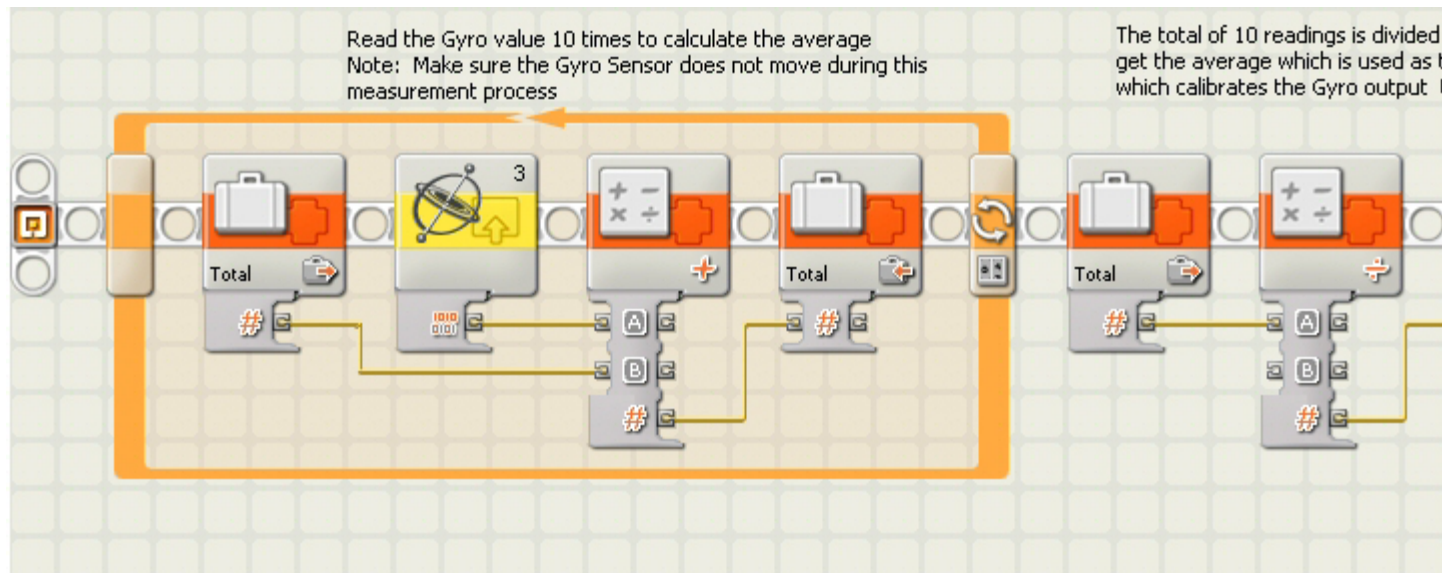 Read the Gyro value 10 times to calculate the average
Note: Make sure the Gyro Sensor does not move during this
measurement process
The total of 10 readings is divided
get the average which is used as
which calibrates the Gyro output
3
+ −
× ÷
+ −
× ÷
Total
+
Total
Total
÷
#
1010
0101
A
#
#
A
B
B
#
#